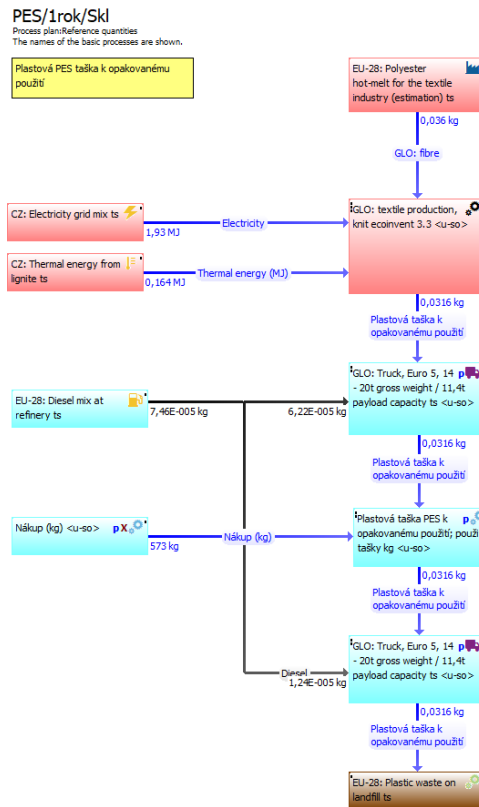 PES/1rok/Skl
Process plan:Reference quantities
The names of the basic processes are shown.
Plastová PES taška k opakovanému
použití
EU-28: Polyester
hot-melt for the textile
industry (estimation) ts
0,036 kg
GLO: fibre
CZ: Electricity grid mix ts
1,93 MJ
Electricity
GLO: textile production,
knit ecoinvent 3.3 <u-so>
CZ: Thermal energy from
lignite ts
0,164 MJ
Thermal energy (MJ)
0,0316 kg
Plastová taška k
opakovanému použití
EU-28: Diesel mix at
refinery ts
7,46E-005 kg
6,22E-005 kg
GLO: Truck, Euro 5, 14 p
- 20t gross weight / 11,4t
payload capacity ts <u-so>
0,0316 kg
Plastová taška k
opakovanému použití
Nákup (kg) <u-so> p X
573 kg
Nákup (kg)
Plastová taška PES k p
opakovanému použití; použi
tašky kg <u-so>
0,0316 kg
Plastová taška k
opakovanému použití
Diesel
1,24E-005 kg
GLO: Truck, Euro 5, 14 p
- 20t gross weight / 11,4t
payload capacity ts <u-so>
0,0316 kg
Plastová taška k
opakovanému použití
EU-28: Plastic waste on
landfill ts